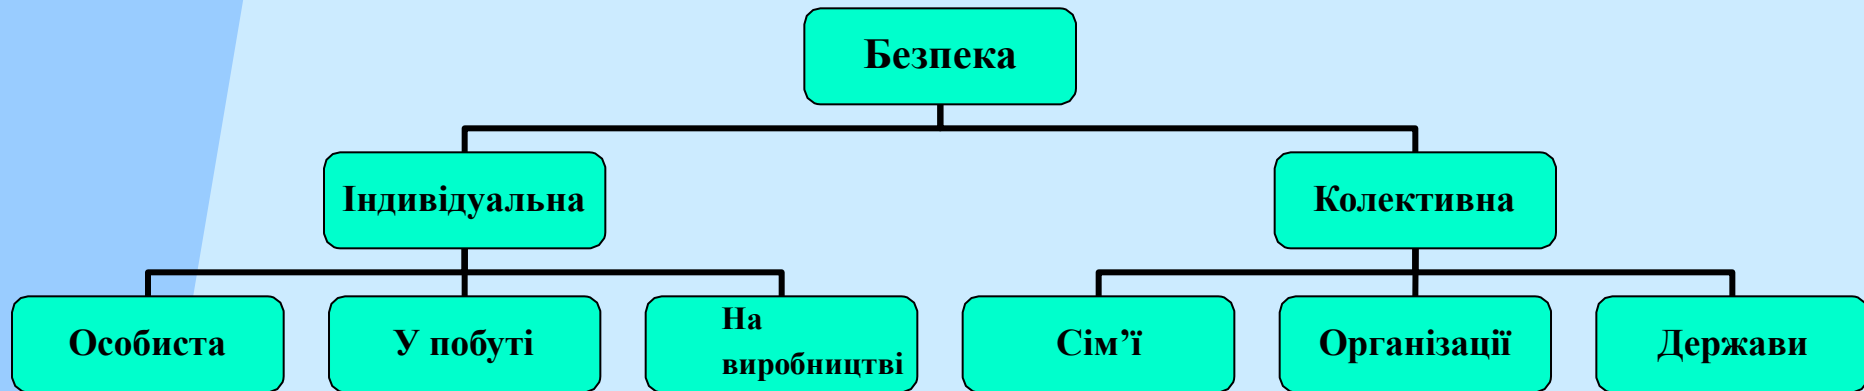 Безпека
Індивідуальна
Колективна
Особиста
У побуті
На
виробництві
Сім’ї
Організації
Держави